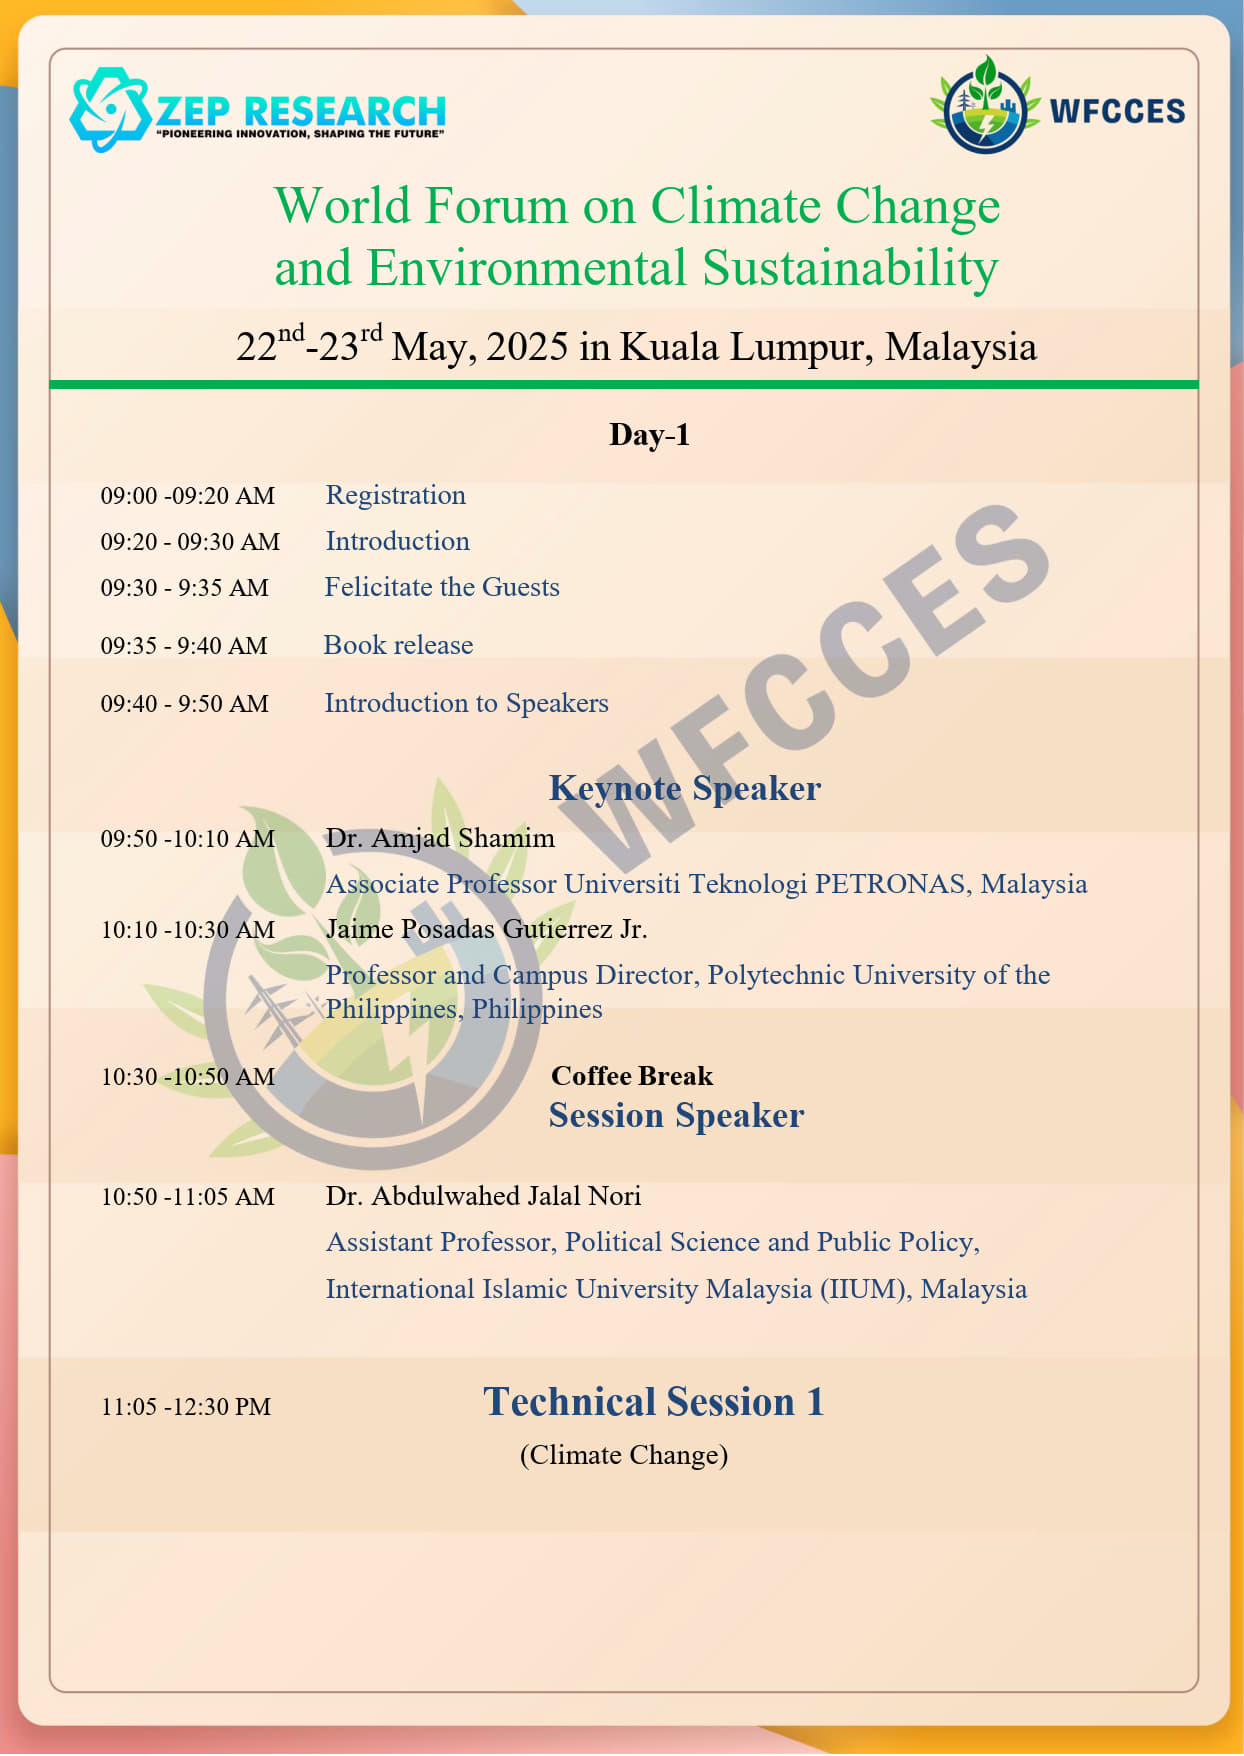 ZEP RESEARCH
"PIONEERING INNOVATION, SHAPING THE FUTURE"
WFCCES
World Forum on Climate Change
and Environmental Sustainability
22nd-23rd May, 2025 in Kuala Lumpur, Malaysia
Day-1
09:00 -09:20 AM Registration
09:20 - 09:30 AM Introduction
09:30 - 9:35 AM Felicitate the Guests
09:35 - 9:40 AM Book release
09:40 - 9:50 AM Introduction to Speakers
WFCCES
Keynote Speaker
09:50 -10:10 AM Dr. Amjad Shamim
Associate Professor Universiti Teknologi PETRONAS, Malaysia
10:10 -10:30 AM Jaime Posadas Gutierrez Jr.
Professor and Campus Director, Polytechnic University of the
Philippines, Philippines
10:30 -10:50 AM Coffee Break
Session Speaker
10:50 -11:05 AM Dr. Abdulwahed Jalal Nori
Assistant Professor, Political Science and Public Policy,
International Islamic University Malaysia (IIUM), Malaysia
11:05 -12:30 PM Technical Session 1
(Climate Change)